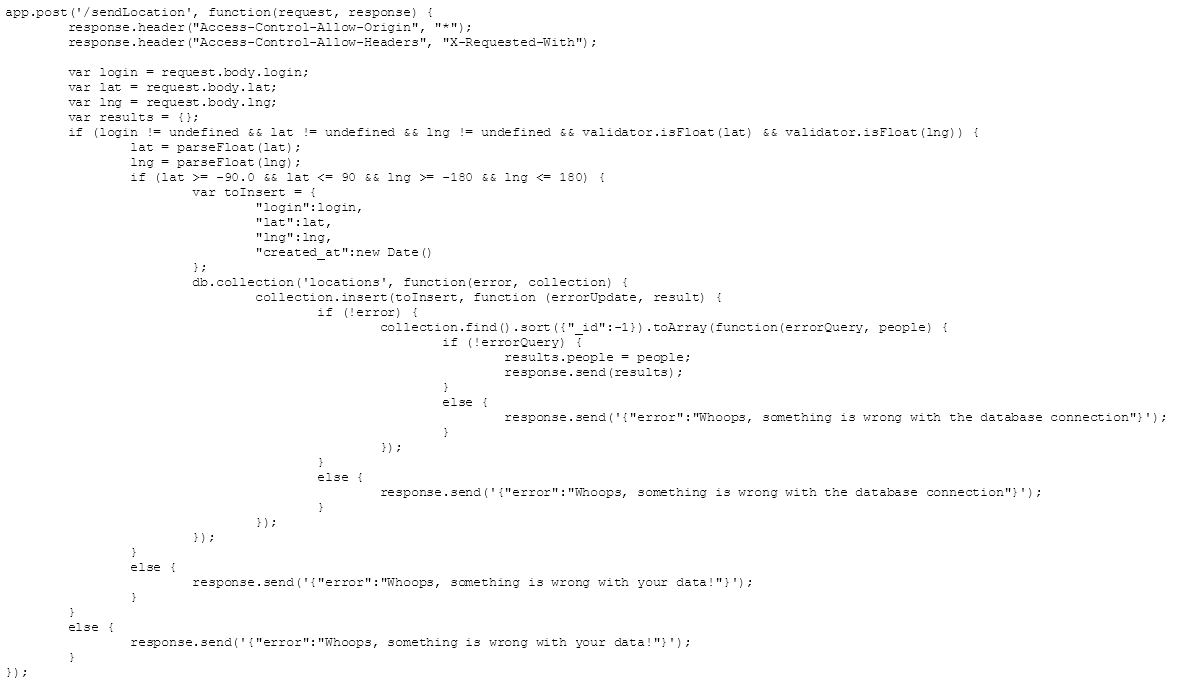 app.post('/sendLocation', function(request, response) {
	response.header("Access-Control-Allow-Origin", "*");
	response.header("Access-Control-Allow-Headers", "X-Requested-With");

	var login = request.body.login;
	var lat = request.body.lat;
	var lng = request.body.lng;
	var results = {};
	if (login != undefined && lat != undefined && lng != undefined && validator.isFloat(lat) && validator.isFloat(lng)) {
		lat = parseFloat(lat);
		lng = parseFloat(lng);
		if (lat >= -90.0 && lat <= 90 && lng >= -180 && lng <= 180) {
			var toInsert = {
				"login":login,
				"lat":lat,
				"lng":lng,
				"created_at":new Date()
			};
			db.collection('locations', function(error, collection) {
				collection.insert(toInsert, function (errorUpdate, result) {
					if (!error) {
						collection.find().sort({"_id":-1}).toArray(function(errorQuery, people) {
							if (!errorQuery) {
								results.people = people;
								response.send(results);
							}
							else {
								response.send('{"error":"Whoops, something is wrong with the database connection"}');
							}
						});
					}
					else {
						response.send('{"error":"Whoops, something is wrong with the database connection"}');
					}
				});
			});
		}
		else {
			response.send('{"error":"Whoops, something is wrong with your data!"}');
		}
	}
	else {
		response.send('{"error":"Whoops, something is wrong with your data!"}');
	}
});